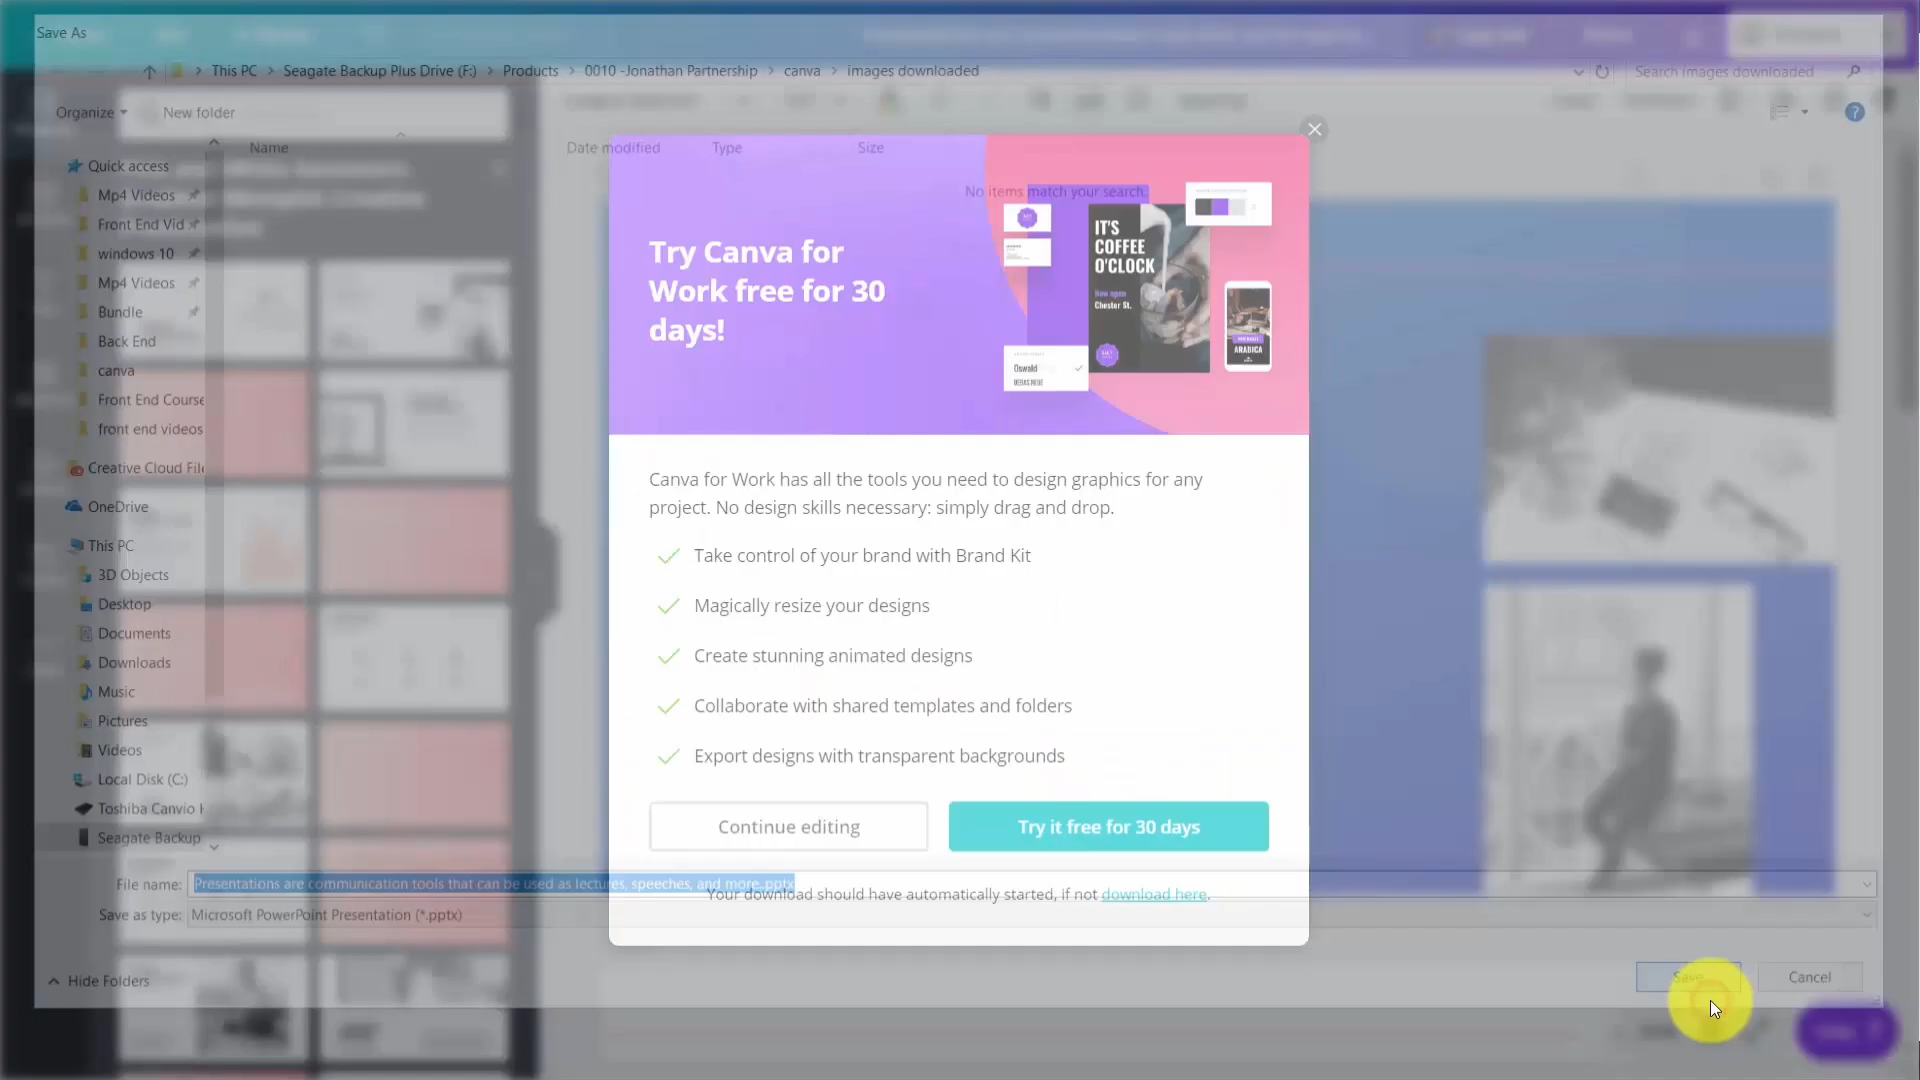 Save As
This PC > Seagate Backup Plus Drive (F:) > Products > 0010 -Jonathan Partnership > canva > images downloaded
Search images downloaded
Organize
New folder
?
Name
Date modified
Type
Size
No items match your search.
Quick access
Mp4 Videos
Front End Vid
windows 10
Mp4 Videos
Bundle
Back End
canva
Front End Course
front end videos
Creative Cloud File
OneDrive
This PC
3D Objects
Desktop
Documents
Downloads
Music
Pictures
Videos
Local Disk (C:)
Toshiba Canvio H
Seagate Backup
Try Canva for
Work free for 30
days!
IT'S
COFFEE
O'CLOCK
Now open
Chester St.
ARABICA
Oswald
BEBAS NEUE
Canva for Work has all the tools you need to design graphics for any
project. No design skills necessary: simply drag and drop.
Take control of your brand with Brand Kit
Magically resize your designs
Create stunning animated designs
Collaborate with shared templates and folders
Export designs with transparent backgrounds
Continue editing
Try it free for 30 days
Your download should have automatically started, if not download here.
File name: Presentations are communication tools that can be used as lectures, speeches, and more..pptx
Save as type: Microsoft PowerPoint Presentation (*.pptx)
Hide Folders
Save
Cancel